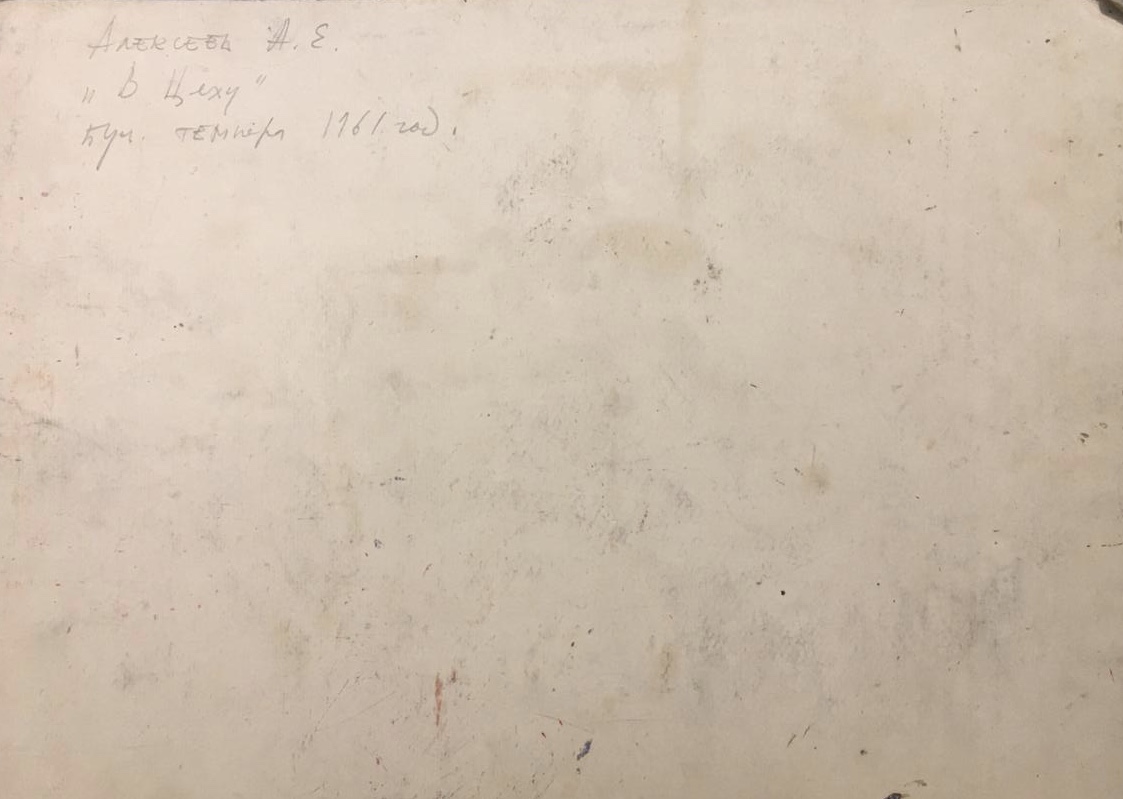 Алексеев А. Е.
„В Цеху"
бум. темпера 1961 год.